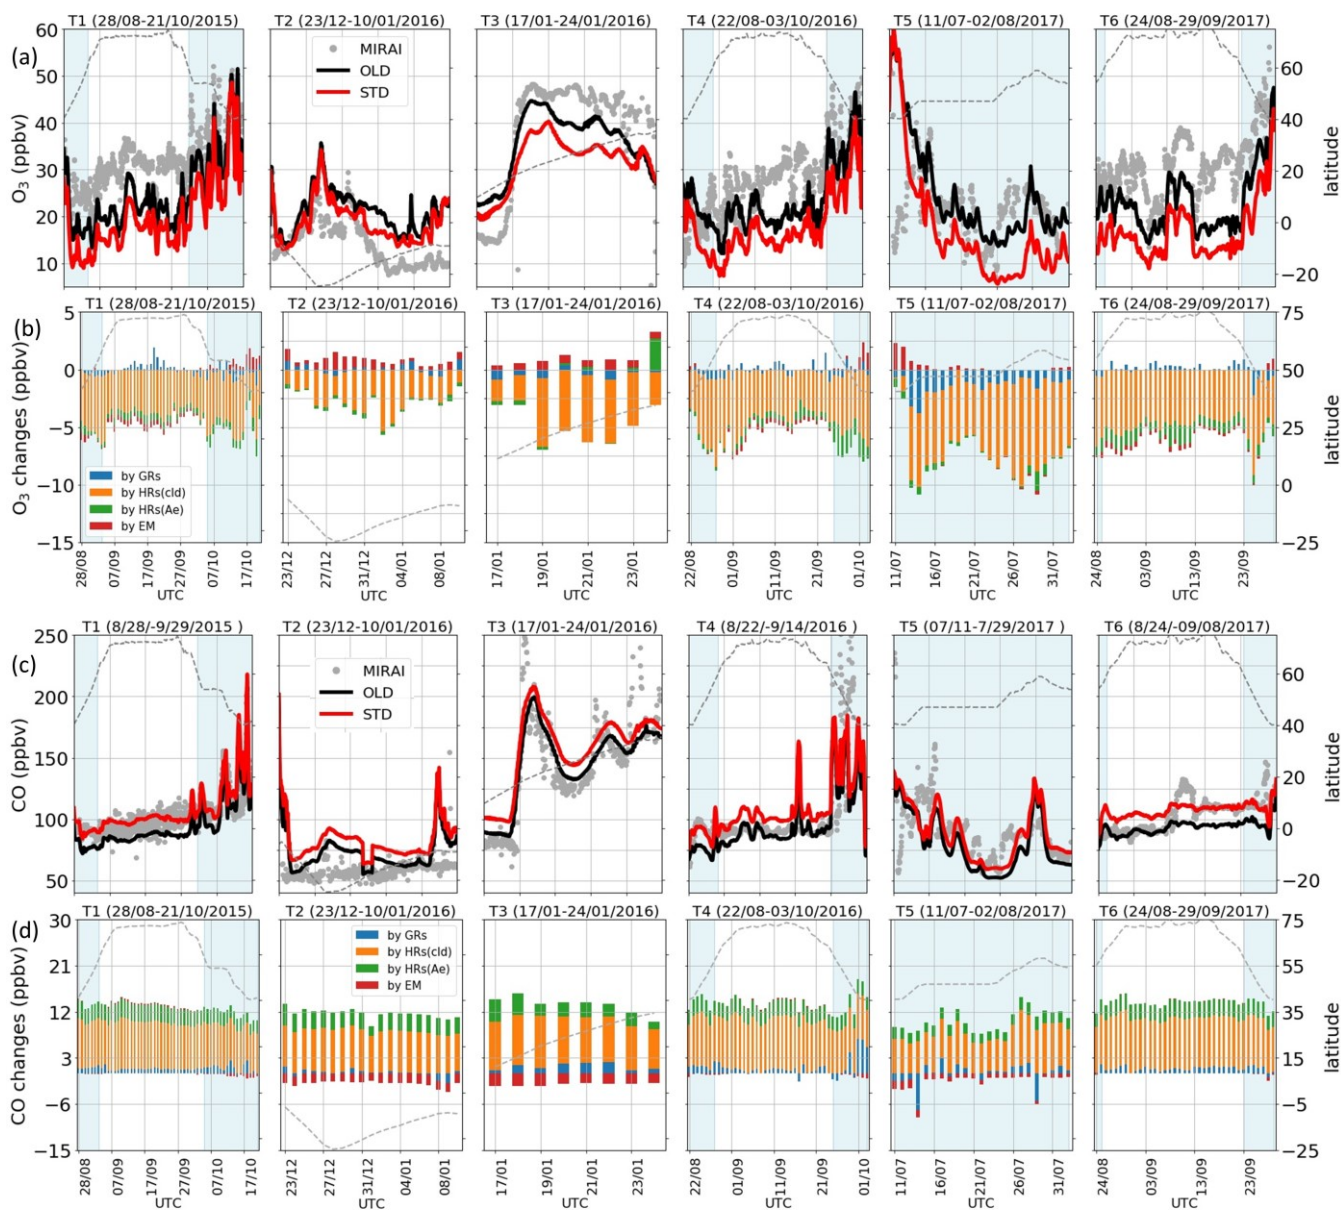 (a)
T1 (28/08-21/10/2015)
T2 (23/12-10/01/2016)
T3 (17/01-24/01/2016)
T4 (22/08-03/10/2016)
T5 (11/07-02/08/2017)
T6 (24/08-29/09/2017)
O₃ (ppbv)
60
50
40
30
20
10
MIRAI
OLD
STD
60
40
20
0
−20
latitude
(b)
T1 (28/08-21/10/2015)
T2 (23/12-10/01/2016)
T3 (17/01-24/01/2016)
T4 (22/08-03/10/2016)
T5 (11/07-02/08/2017)
T6 (24/08-29/09/2017)
O₃ changes (ppbv)
5
0
−5
−10
−15
by GRs
by HRs(cld)
by HRs(Ae)
by EM
75
50
25
0
−25
latitude
28/08 07/09 17/09 27/09 07/10 17/10
23/12 27/12 31/12 04/01 08/01
17/01 19/01 21/01 23/01
22/08 01/09 11/09 21/09 01/10
11/07 16/07 21/07 26/07 31/07
24/08 03/09 13/09 23/09
UTC UTC UTC UTC UTC UTC
(c)
T1 (8/28/-9/29/2015 )
T2 (23/12-10/01/2016)
T3 (17/01-24/01/2016)
T4 (8/22/-9/14/2016)
T5 (07/11-7/29/2017)
T6 (8/24/-09/08/2017)
CO (ppbv)
250
200
150
100
50
MIRAI
OLD
STD
60
40
20
0
−20
latitude
(d)
T1 (28/08-21/10/2015)
T2 (23/12-10/01/2016)
T3 (17/01-24/01/2016)
T4 (22/08-03/10/2016)
T5 (11/07-02/08/2017)
T6 (24/08-29/09/2017)
CO changes (ppbv)
30
21
12
3
−6
−15
by GRs
by HRs(cld)
by HRs(Ae)
by EM
75
55
35
15
−5
−25
latitude
28/08 07/09 17/09 27/09 07/10 17/10
23/12 27/12 31/12 04/01 08/01
17/01 19/01 21/01 23/01
22/08 01/09 11/09 21/09 01/10
11/07 16/07 21/07 26/07 31/07
24/08 03/09 13/09 23/09
UTC UTC UTC UTC UTC UTC